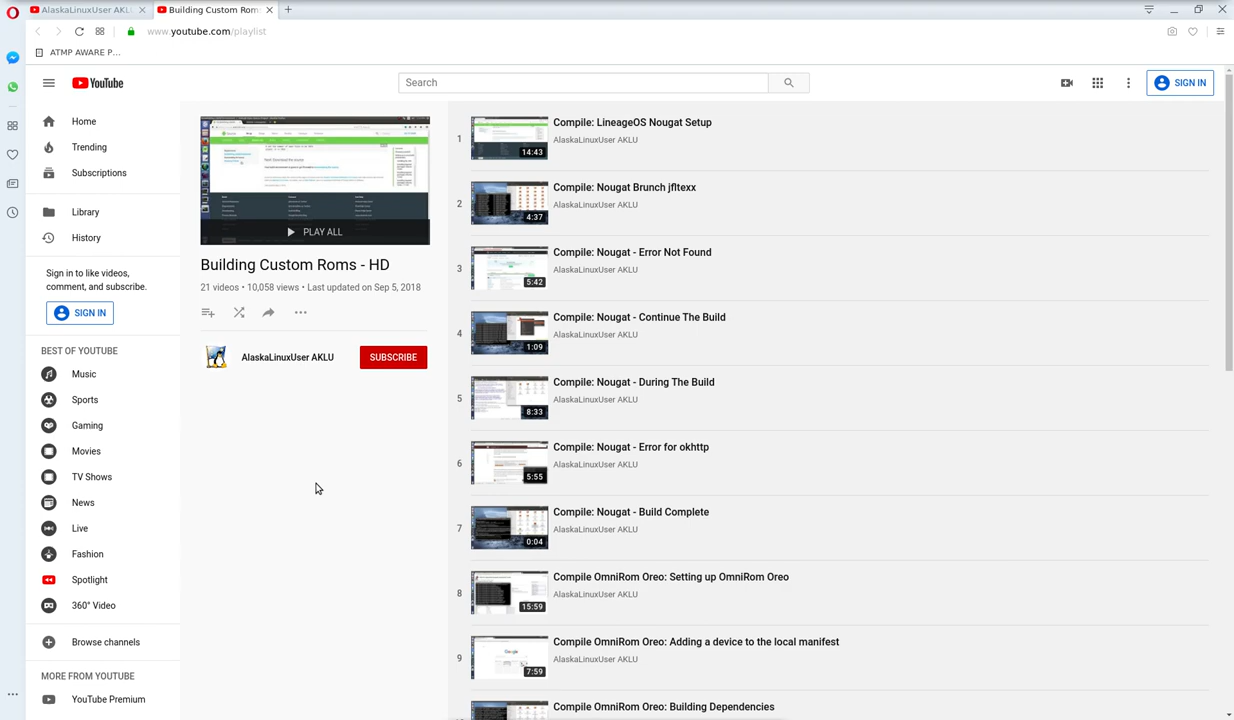 AlaskaLinuxUser AKL
Building Custom Rom
www.youtube.com/playlist
ATMP AWARE P...
YouTube
Search
SIGN IN
Home
Trending
Subscriptions
Library
History
Sign in to like videos,
comment, and subscribe.
SIGN IN
BEST OF YOUTUBE
Music
Sports
Gaming
Movies
TV Shows
News
Live
Fashion
Spotlight
360° Video
Browse channels
MORE FROM YOUTUBE
YouTube Premium
PLAY ALL
Building Custom Roms - HD
21 videos • 10,058 views • Last updated on Sep 5, 2018
AlaskaLinuxUser AKLU
SUBSCRIBE
1
14:43
Compile: LineageOS Nougat Setup
AlaskaLinuxUser AKLU
2
4:37
Compile: Nougat Brunch jfltexx
AlaskaLinuxUser AKLU
3
5:42
Compile: Nougat - Error Not Found
AlaskaLinuxUser AKLU
4
1:09
Compile: Nougat - Continue The Build
AlaskaLinuxUser AKLU
5
8:33
Compile: Nougat - During The Build
AlaskaLinuxUser AKLU
6
5:55
Compile: Nougat - Error for okhttp
AlaskaLinuxUser AKLU
7
0:04
Compile: Nougat - Build Complete
AlaskaLinuxUser AKLU
8
15:59
Compile OmniRom Oreo: Setting up OmniRom Oreo
AlaskaLinuxUser AKLU
9
7:59
Compile OmniRom Oreo: Adding a device to the local manifest
AlaskaLinuxUser AKLU
Compile OmniRom Oreo: Building Dependencies